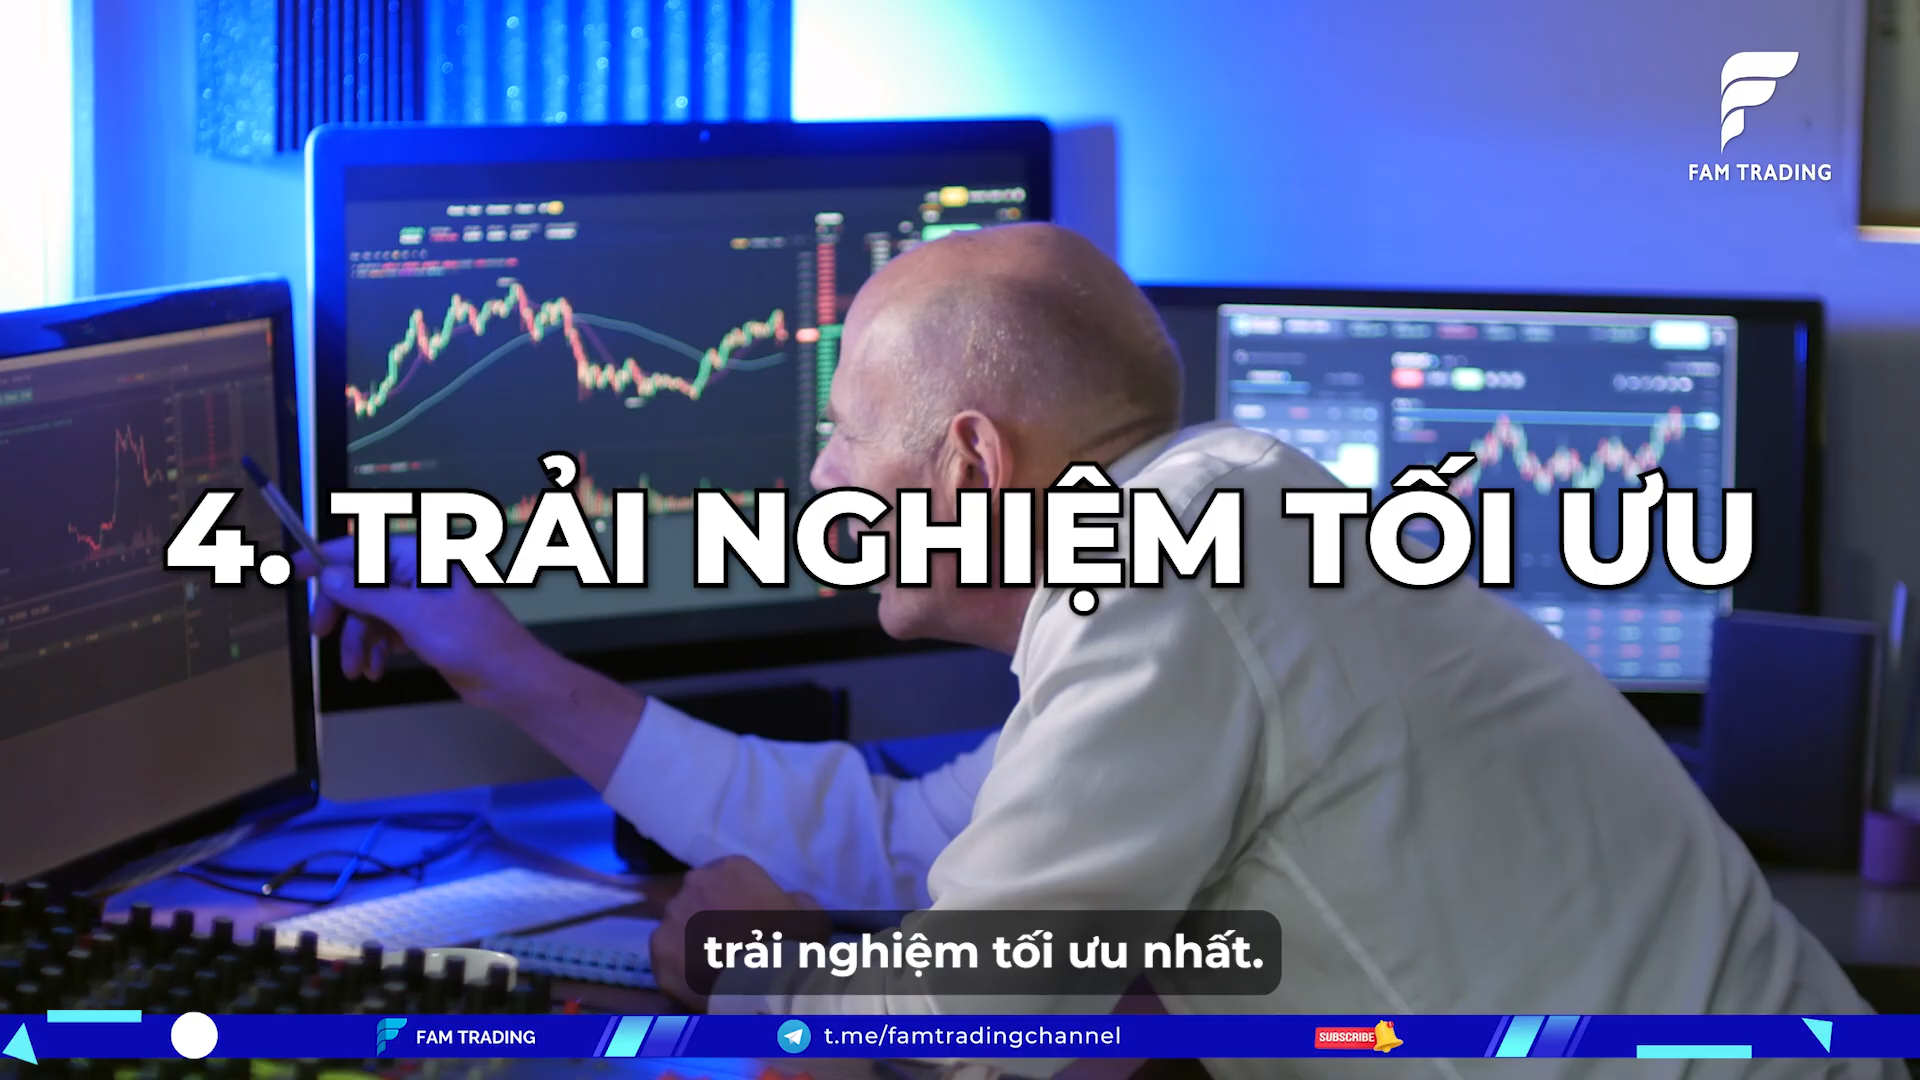 FAM TRADING
4. TRẢI NGHIỆM TỐI ƯU
trải nghiệm tối ưu nhất.
FAM TRADING
t.me/famtradingchannel
SUBSCRIBE